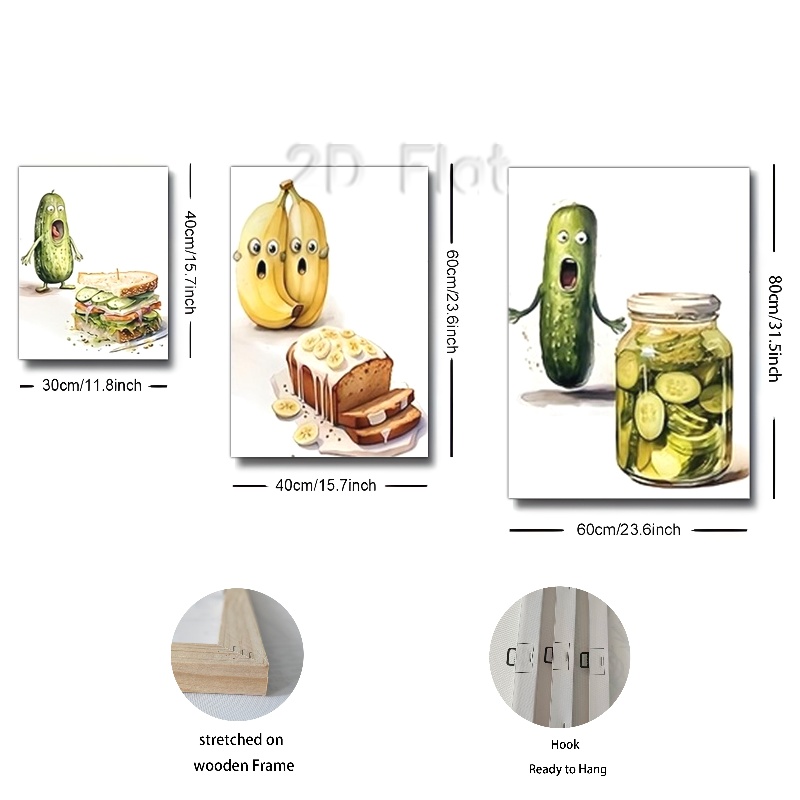 2D Flat
40cm/15.7inch
30cm/11.8inch
60cm/23.6inch
40cm/15.7inch
80cm/31.5inch
60cm/23.6inch
stretched on
wooden Frame
Hook
Ready to Hang